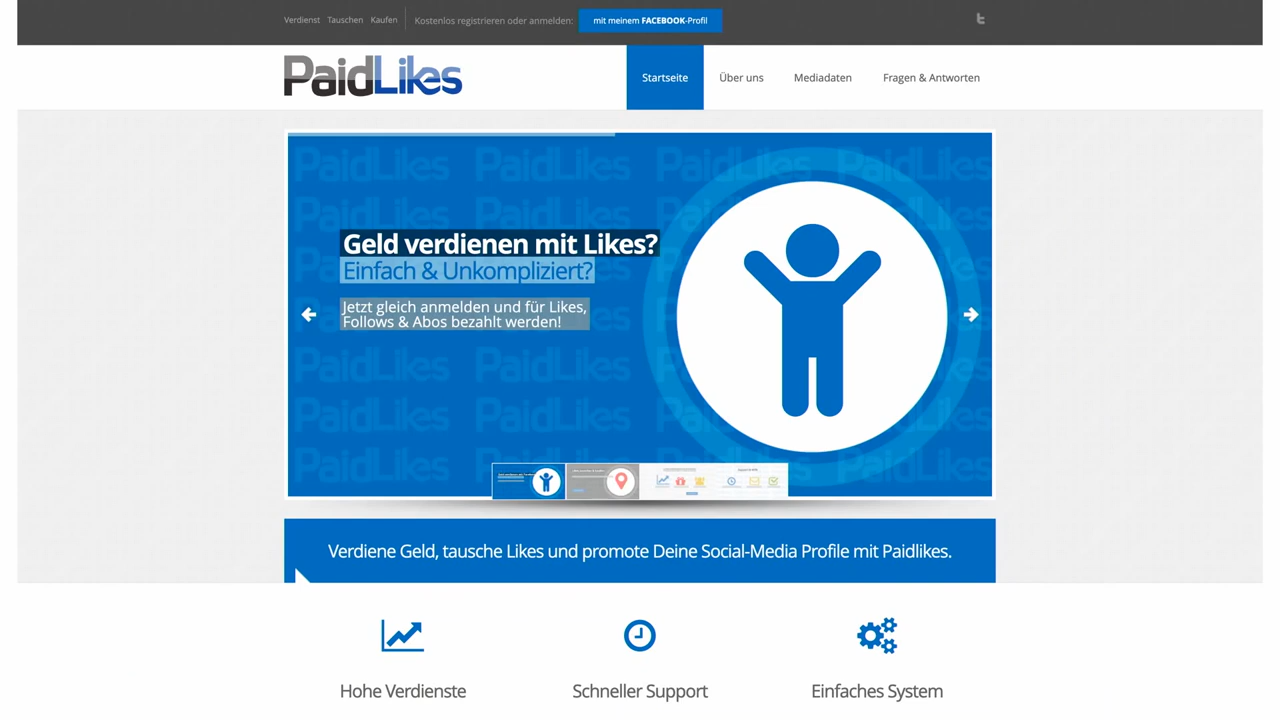 Verdienst Tauschen Kaufen Kostenlos registrieren oder anmelden: mit meinem FACEBOOK-Profil
PaidLikes
Startseite Über uns Mediadaten Fragen & Antworten
Geld verdienen mit Likes?
Einfach & Unkompliziert?
Jetzt gleich anmelden und für Likes,
Follows & Abos bezahlt werden!
Verdiene Geld, tausche Likes und promote Deine Social-Media Profile mit Paidlikes.
Hohe Verdienste Schneller Support Einfaches System